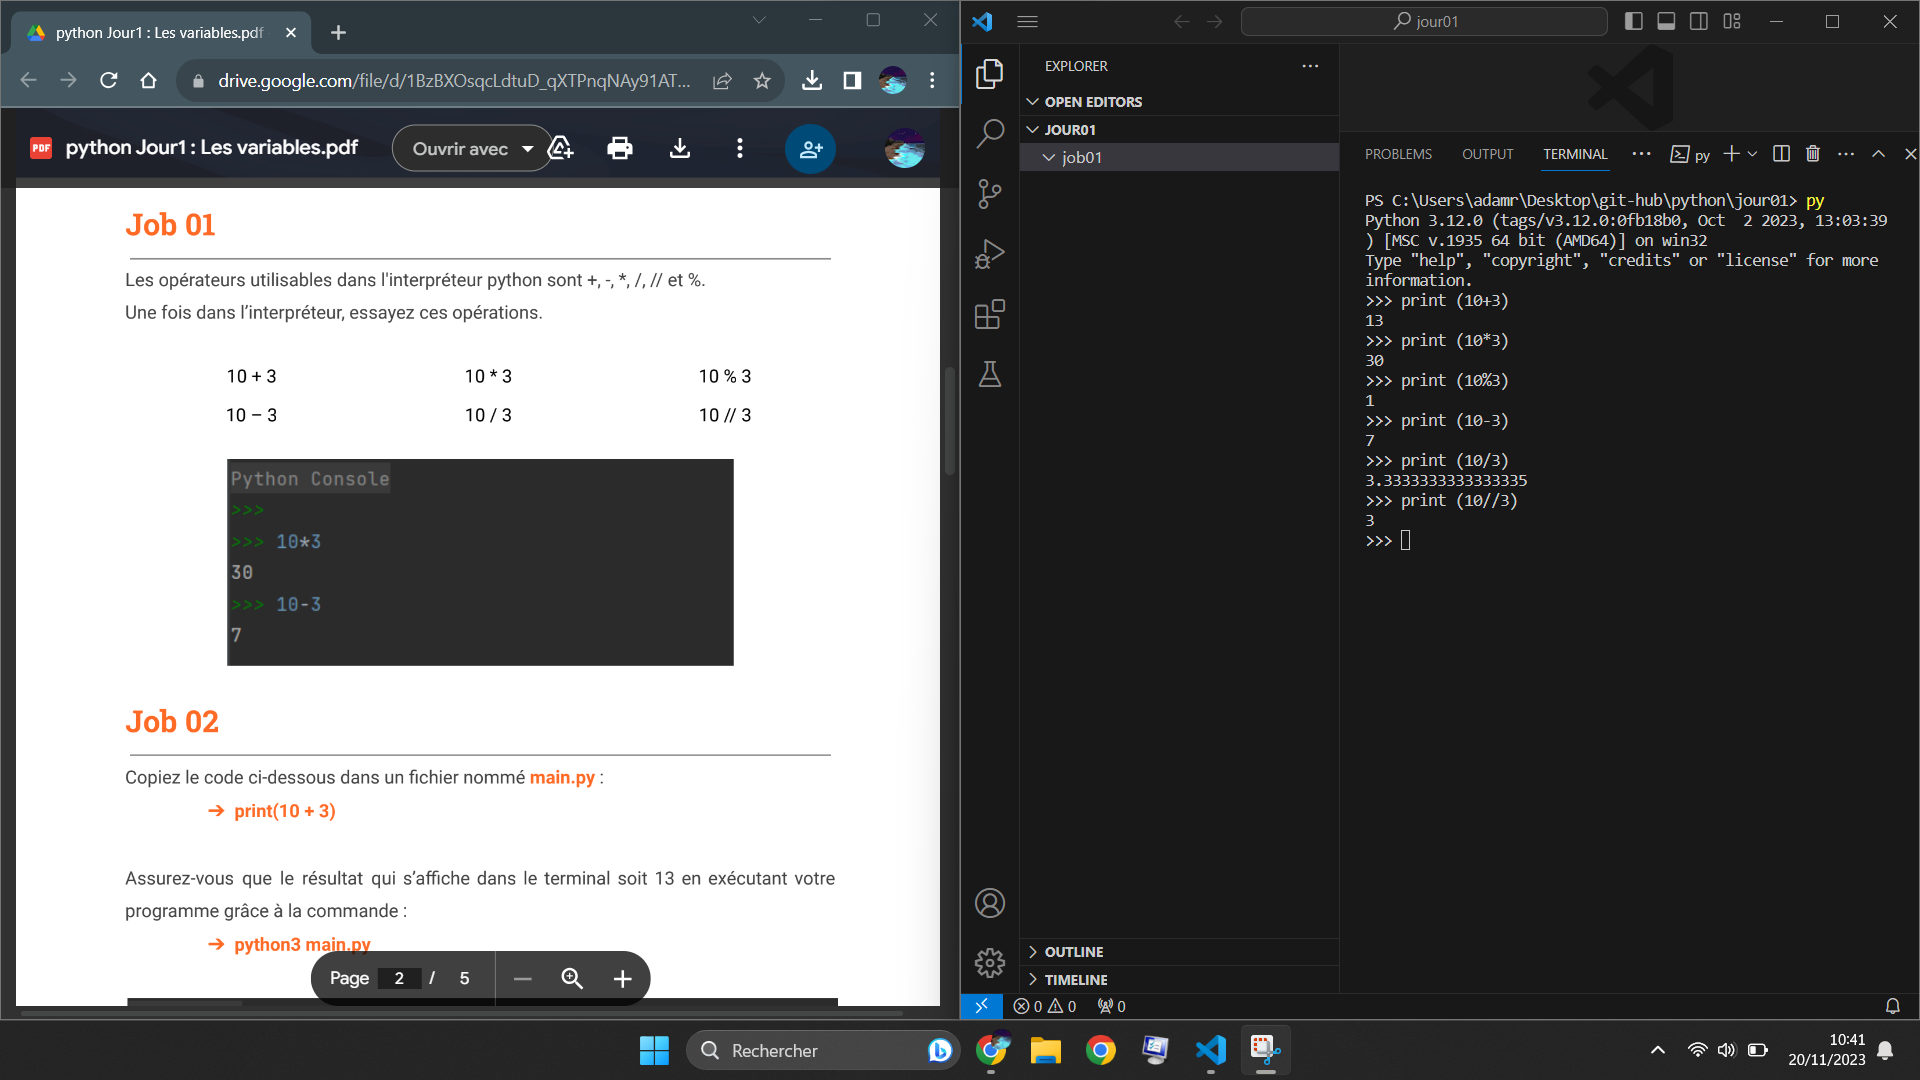 python Jour1 : Les variables.pdf
drive.google.com/file/d/1BzBXOsqcLdtuD_qXTPnqNAy91AT...
PDF
python Jour1 : Les variables.pdf
Ouvrir avec
Job 01
Les opérateurs utilisables dans l'interpréteur python sont +, -, *, /, // et %.
Une fois dans l’interpréteur, essayez ces opérations.
10 + 3 10 * 3 10 % 3
10 – 3 10 / 3 10 // 3
Python Console
>>>
>>> 10*3
30
>>> 10-3
7
Job 02
Copiez le code ci-dessous dans un fichier nommé main.py :
➔ print(10 + 3)
Assurez-vous que le résultat qui s’affiche dans le terminal soit 13 en exécutant votre
programme grâce à la commande :
➔ python3 main.py
Page 2 / 5
jour01
EXPLORER
OPEN EDITORS
JOUR01
job01
OUTLINE
TIMELINE
PROBLEMS OUTPUT TERMINAL ... py
PS C:\Users\adamr\Desktop\git-hub\python\jour01> py
Python 3.12.0 (tags/v3.12.0:0fb18b0, Oct  2 2023, 13:03:39
) [MSC v.1935 64 bit (AMD64)] on win32
Type "help", "copyright", "credits" or "license" for more
information.
>>> print (10+3)
13
>>> print (10*3)
30
>>> print (10%3)
1
>>> print (10-3)
7
>>> print (10/3)
3.3333333333333335
>>> print (10//3)
3
>>>
0 0 0
Rechercher
10:41
20/11/2023